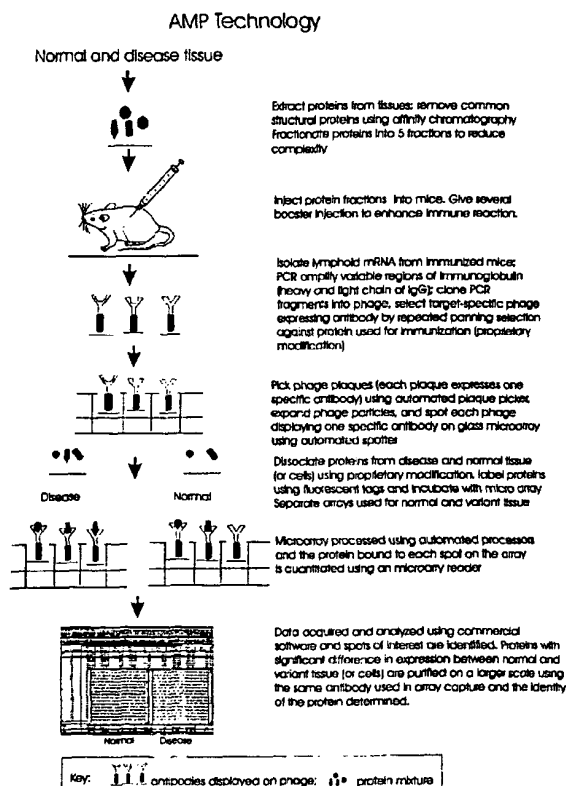 AMP Technology
Normal and disease tissue
Extract proteins from tissues; remove common
structural proteins using affinity chromatography
Fractionate proteins into 5 fractions to reduce
complexity
Inject protein fractions into mice. Give several
booster injection to enhance immune reaction.
Isolate lymphoid mRNA from immunized mice;
PCR amplify variable regions of immunoglobulin
(heavy and light chain of IgG); clone PCR
fragments into phage, select target-specific phage
expressing antibody by repeated panning selection
against protein used for immunization (proprietary
modification)
Pick phage plaques (each plaque expresses one
specific antibody) using automated plaque picker,
expand phage particles, and spot each phage
displaying one specific antibody on glass microarray
using automated spotter
Dissociate proteins from disease and normal tissue
(or cells) using proprietary modification, label proteins
using fluorescent tags and incubate with micro array
Separate arrays used for normal and variant tissue
Disease
Normal
Microarray processed using automated processors
and the protein bound to each spot on the array
is quantitated using an microarry reader
Data acquired and analyzed using commercial
software and spots of interest are identified. Proteins with
significant difference in expression between normal and
variant tissue (or cells) are purified on a larger scale using
the same antibody used in array capture and the identity
of the protein determined.
Normal
Disease
Key: antibodies displayed on phage; protein mixture